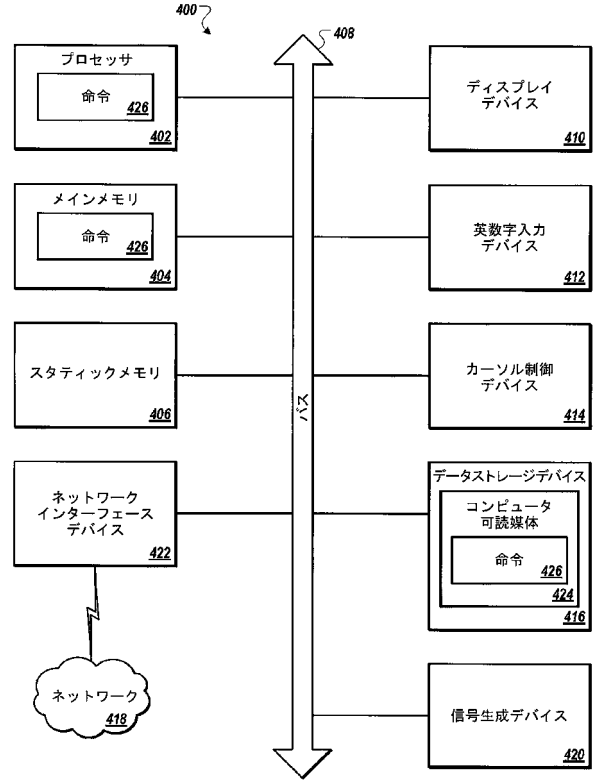 400
408
プロセッサ
命令
426
402
ディスプレイ
デバイス
410
メインメモリ
命令
426
404
英数字入力
デバイス
412
スタティックメモリ
406
カーソル制御
デバイス
414
バス
ネットワーク
インターフェース
デバイス
422
データストレージデバイス
コンピュータ
可読媒体
命令
426
424
416
ネットワーク
418
信号生成デバイス
420